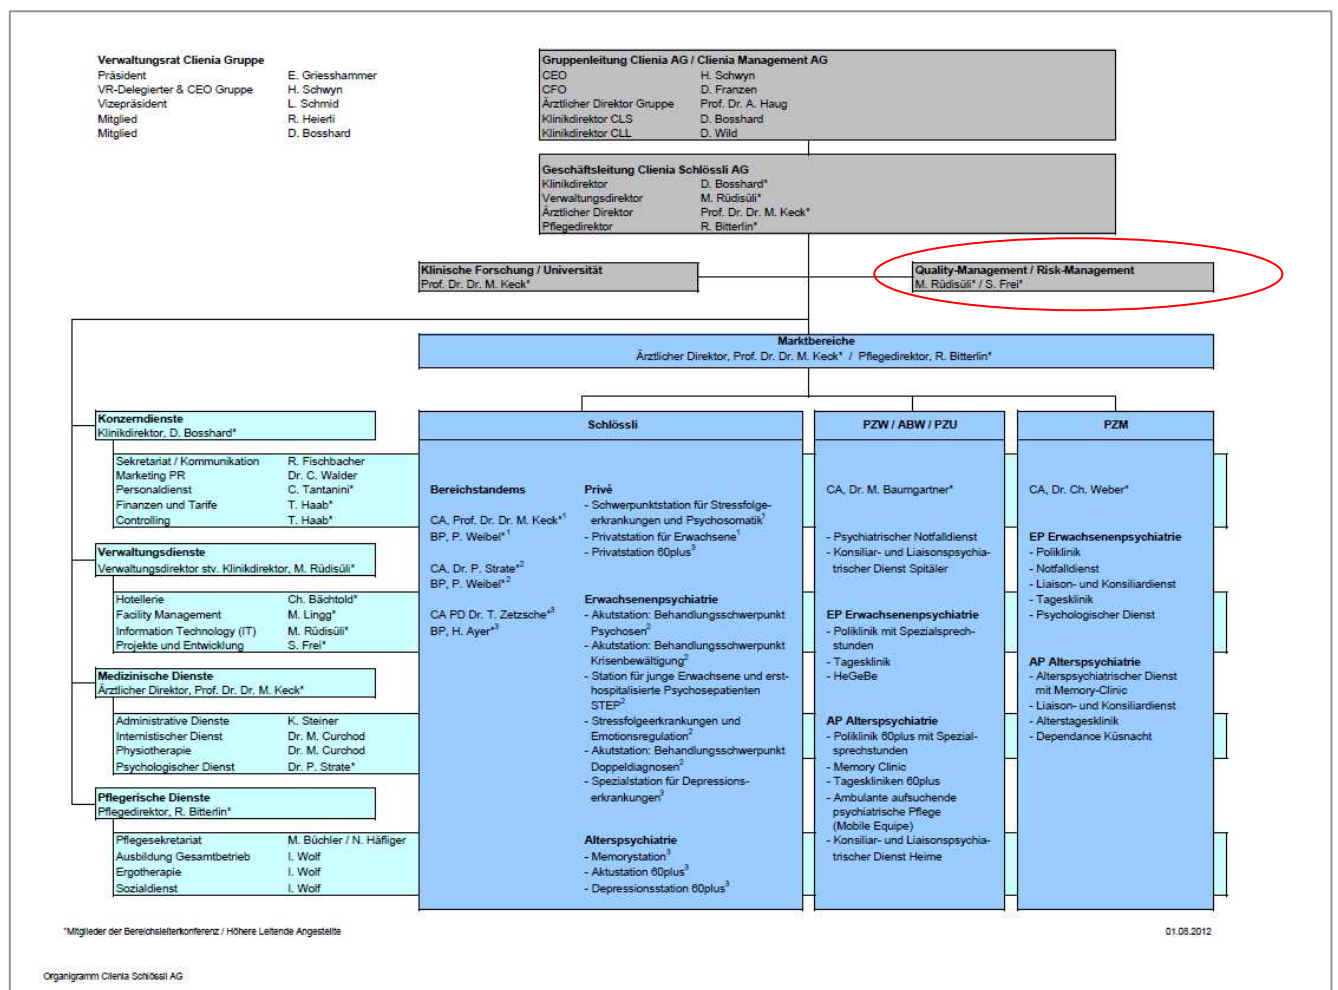 Verwaltungsrat Clienia Gruppe
Präsident E. Griesshammer
VR-Delegierter & CEO Gruppe H. Schwyn
Vizepräsident L. Schmid
Mitglied R. Heierli
Mitglied D. Bosshard
Gruppenleitung Clienia AG / Clienia Management AG
CEO H. Schwyn
CFO D. Franzen
Ärztlicher Direktor Gruppe Prof. Dr. A. Haug
Klinikdirektor CLS D. Bosshard
Klinikdirektor CLL D. Wild
Geschäftsleitung Clienia Schlössli AG
Klinikdirektor D. Bosshard*
Verwaltungsdirektor M. Rüdisüli*
Ärztlicher Direktor Prof. Dr. Dr. M. Keck*
Pflegedirektor R. Bitterlin*
Klinische Forschung / Universität
Prof. Dr. Dr. M. Keck*
Quality-Management / Risk-Management
M. Rüdisüli* / S. Frei*
Marktbereiche
Ärztlicher Direktor, Prof. Dr. Dr. M. Keck* / Pflegedirektor, R. Bitterlin*
Konzerndienste
Klinikdirektor, D. Bosshard*
Sekretariat / Kommunikation R. Fischbacher
Marketing PR Dr. C. Walder
Personaldienst C. Tantanini*
Finanzen und Tarife T. Haab*
Controlling T. Haab*
Verwaltungsdienste
Verwaltungsdirektor stv. Klinikdirektor, M. Rüdisüli*
Hotellerie Ch. Bächtold*
Facility Management M. Lingg*
Information Technology (IT) M. Rüdisüli*
Projekte und Entwicklung S. Frei*
Medizinische Dienste
Ärztlicher Direktor, Prof. Dr. Dr. M. Keck*
Administrative Dienste K. Steiner
Internistischer Dienst Dr. M. Curchod
Physiotherapie Dr. M. Curchod
Psychologischer Dienst Dr. P. Strate*
Pflegerische Dienste
Pflegedirektor, R. Bitterlin*
Pflegesekretariat M. Büchler / N. Häfliger
Ausbildung Gesamtbetrieb I. Wolf
Ergotherapie I. Wolf
Sozialdienst I. Wolf
Schlössli
Bereichstandems
CA, Prof. Dr. Dr. M. Keck*1
BP, P. Weibel*1
CA, Dr. P. Strate*2
BP, P. Weibel*2
CA PD Dr. T. Zetzsche*3
BP, H. Ayer*3
Privé
- Schwerpunktstation für Stressfolge-
erkrankungen und Psychosomatik1
- Privatstation für Erwachsene1
- Privatstation 60plus3
Erwachsenenpsychiatrie
- Akutstation: Behandlungsschwerpunkt
Psychosen2
- Akutstation: Behandlungsschwerpunkt
Krisenbewältigung2
- Station für junge Erwachsene und erst-
hospitalisierte Psychosepatienten
STEP2
- Stressfolgeerkrankungen und
Emotionsregulation2
- Akutstation: Behandlungsschwerpunkt
Doppeldiagnosen2
- Spezialstation für Depressions-
erkrankungen3
Alterspsychiatrie
- Memorystation3
- Aktustation 60plus3
- Depressionsstation 60plus3
PZW / ABW / PZU
CA, Dr. M. Baumgartner*
- Psychiatrischer Notfalldienst
- Konsiliar- und Liaisonspsychia-
trischer Dienst Spitäler
EP Erwachsenenpsychiatrie
- Poliklinik mit Spezialsprech-
stunden
- Tagesklinik
- HeGeBe
AP Alterspsychiatrie
- Poliklinik 60plus mit Spezial-
sprechstunden
- Memory Clinic
- Tageskliniken 60plus
- Ambulante aufsuchende
psychiatrische Pflege
(Mobile Equipe)
- Konsiliar- und Liaisonspsychia-
trischer Dienst Heime
PZM
CA, Dr. Ch. Weber*
EP Erwachsenenpsychiatrie
- Poliklinik
- Notfalldienst
- Liaison- und Konsiliardienst
- Tagesklinik
- Psychologischer Dienst
AP Alterspsychiatrie
- Alterspsychiatrischer Dienst
mit Memory-Clinic
- Liaison- und Konsiliardienst
- Alterstagesklinik
- Dependance Küsnacht
*Mitglieder der Bereichsleiterkonferenz / Höhere Leitende Angestellte
01.08.2012
Organigramm Clienia Schlössli AG